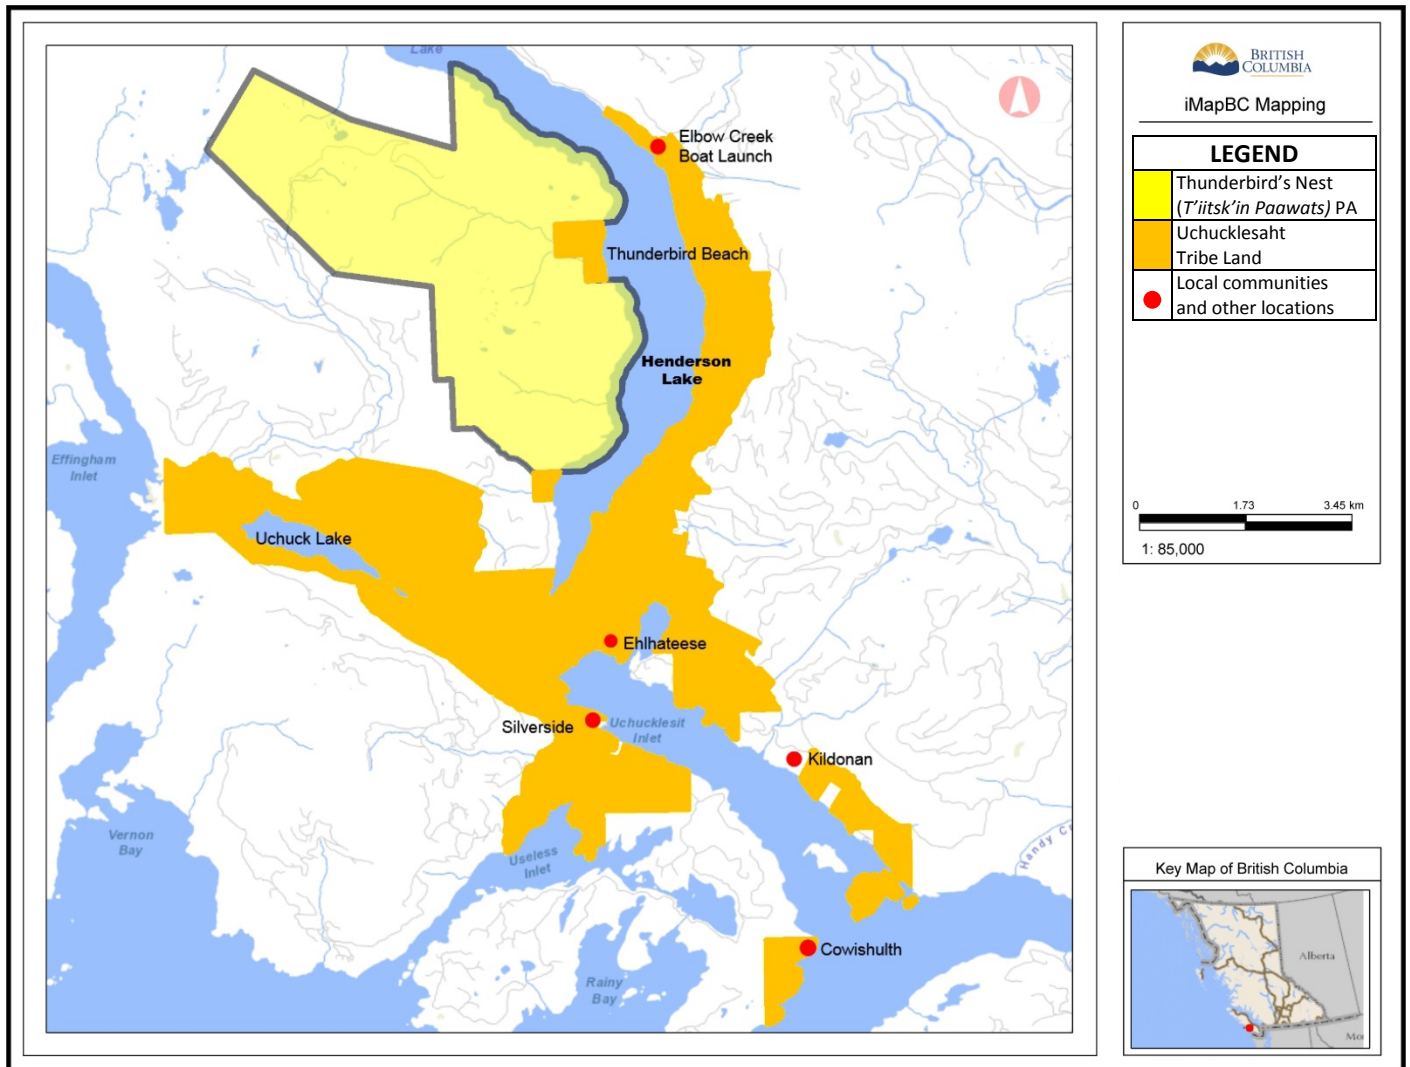 Lake
Elbow Creek
Boat Launch
Thunderbird Beach
Henderson
Lake
Effingham
Inlet
Uchuck Lake
Ehlhateese
Silverside
Uchucklesit
Inlet
Kildonan
Vernon
Bay
Useless
Inlet
Handy Cr
Cowishulth
Rainy
Bay
BRITISH
COLUMBIA
iMapBC Mapping
LEGEND
Thunderbird’s Nest
(T’iitsk’in Paawats) PA
Uchucklesaht
Tribe Land
Local communities
and other locations
0 1.73 3.45 km
1: 85,000
Key Map of British Columbia
Alberta
Mo